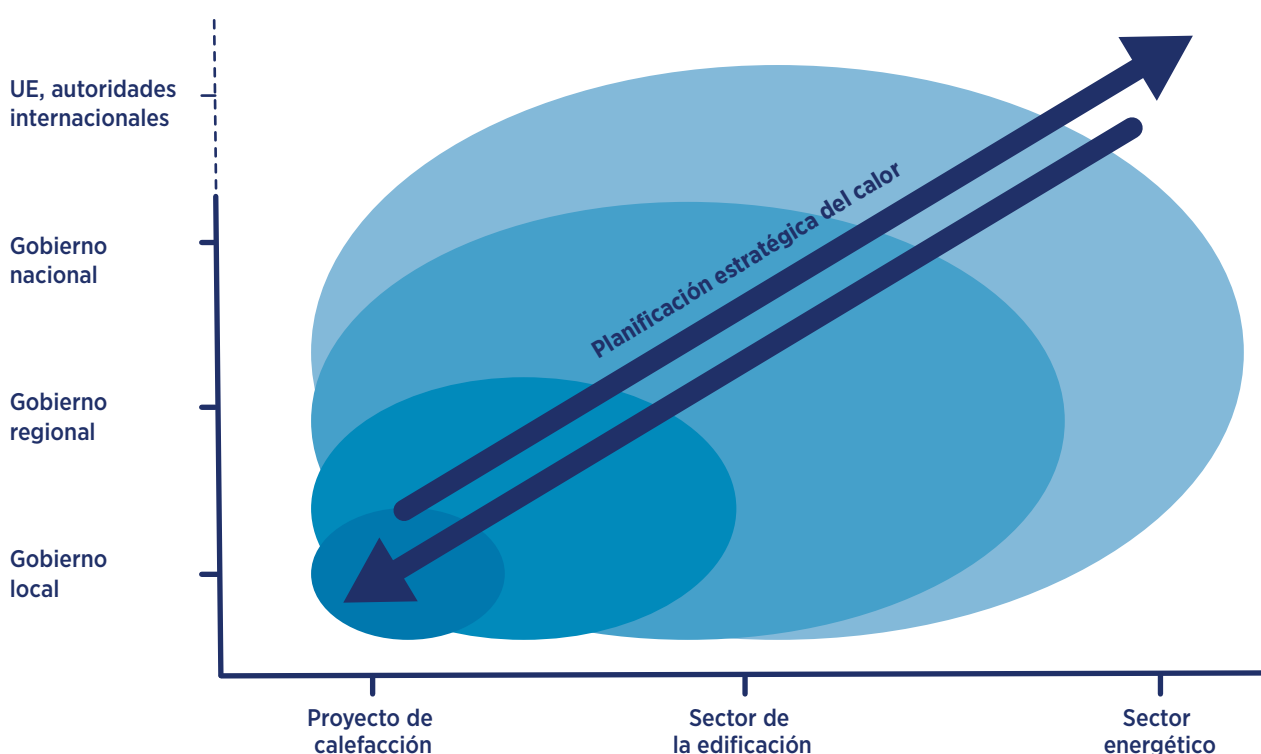 UE, autoridades
internacionales
Gobierno
nacional
Gobierno
regional
Gobierno
local
Planificación estratégica del calor
Proyecto de
calefacción
Sector de
la edificación
Sector
energético